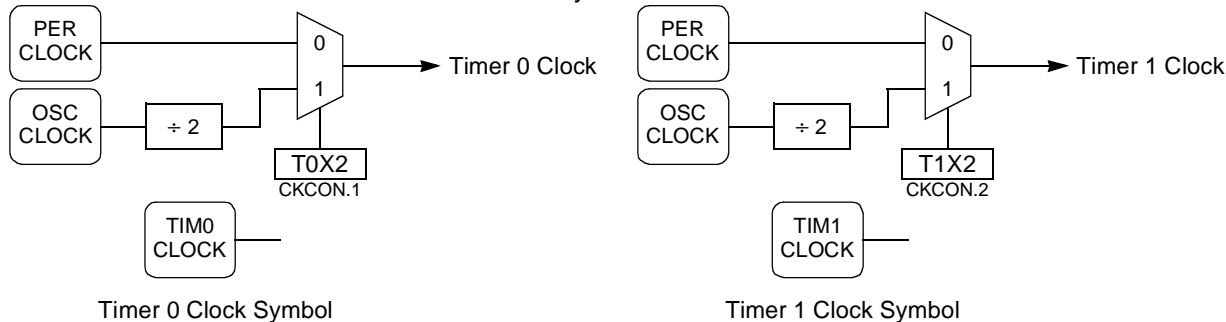 PER
CLOCK
0
Timer 0 Clock
1
OSC
CLOCK
÷ 2
T0X2
CKCON.1
TIM0
CLOCK
Timer 0 Clock Symbol
PER
CLOCK
0
Timer 1 Clock
1
OSC
CLOCK
÷ 2
T1X2
CKCON.2
TIM1
CLOCK
Timer 1 Clock Symbol